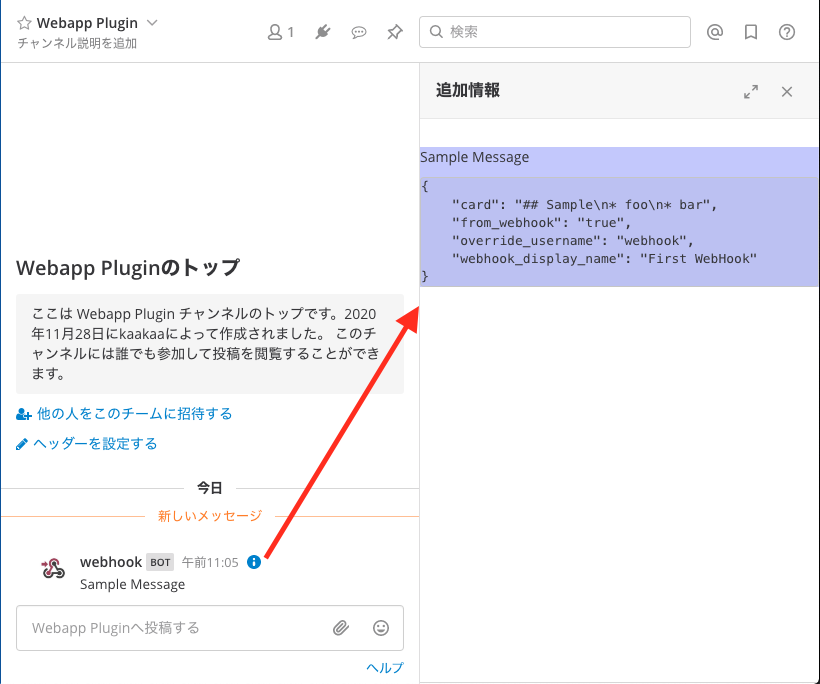 Webapp Plugin
チャンネル説明を追加
1
検索
追加情報
Sample Message
{
"card": "## Sample\n* foo\n* bar",
"from_webhook": "true",
"override_username": "webhook",
"webhook_display_name": "First WebHook"
}
Webapp Pluginのトップ
ここは Webapp Plugin チャンネルのトップです。2020
年11月28日にkaakaaによって作成されました。 このチ
ャンネルには誰でも参加して投稿を閲覧することができ
ます。
他の人をこのチームに招待する
ヘッダーを設定する
今日
新しいメッセージ
webhook BOT 午前11:05
Sample Message
Webapp Pluginへ投稿する
ヘルプ